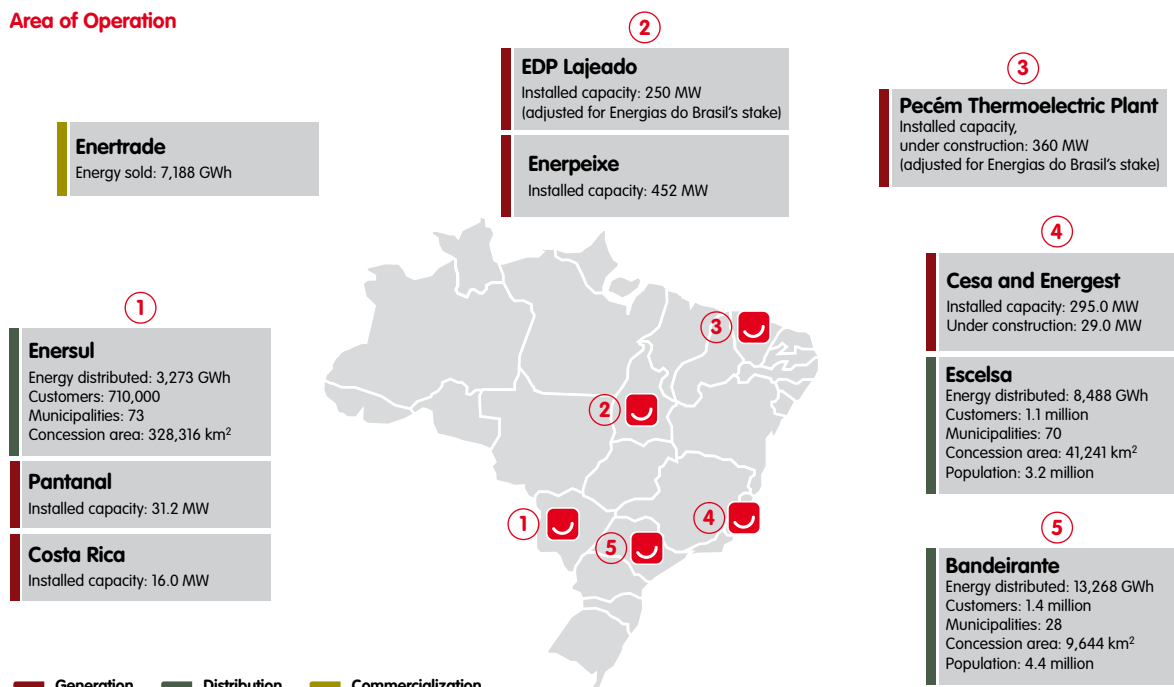 Area of Operation
2
EDP Lajeado
Installed capacity: 250 MW
(adjusted for Energias do Brasil's stake)
Enerpeixe
Installed capacity: 452 MW
3
Pecém Thermoelectric Plant
Installed capacity,
under construction: 360 MW
(adjusted for Energias do Brasil's stake)
Enertrade
Energy sold: 7,188 GWh
4
Cesa and Energest
Installed capacity: 295.0 MW
Under construction: 29.0 MW
Escelsa
Energy distributed: 8,488 GWh
Customers: 1.1 million
Municipalities: 70
Concession area: 41,241 km²
Population: 3.2 million
1
Enersul
Energy distributed: 3,273 GWh
Customers: 710,000
Municipalities: 73
Concession area: 328,316 km²
Pantanal
Installed capacity: 31.2 MW
Costa Rica
Installed capacity: 16.0 MW
3
2
1
4
5
5
Bandeirante
Energy distributed: 13,268 GWh
Customers: 1.4 million
Municipalities: 28
Concession area: 9,644 km²
Population: 4.4 million
Generation Distribution Commercialization